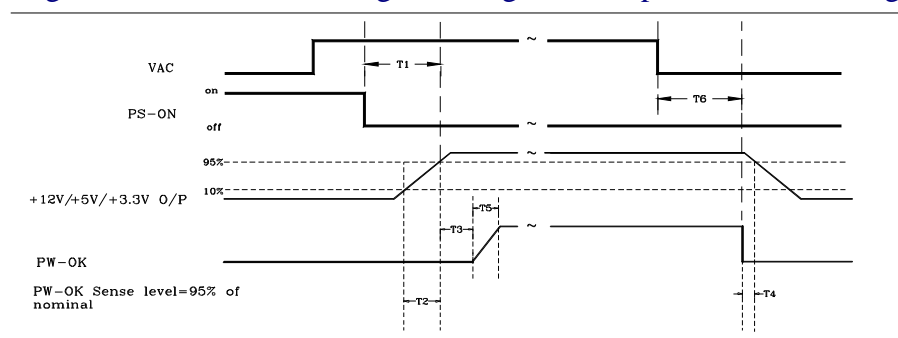 VAC
T1
T6
on
PS-ON
off
95%
10%
+12V/+5V/+3.3V O/P
T5
T3
PW-OK
PW-OK Sense level=95% of
nominal
T2
T4
~
~
~
~